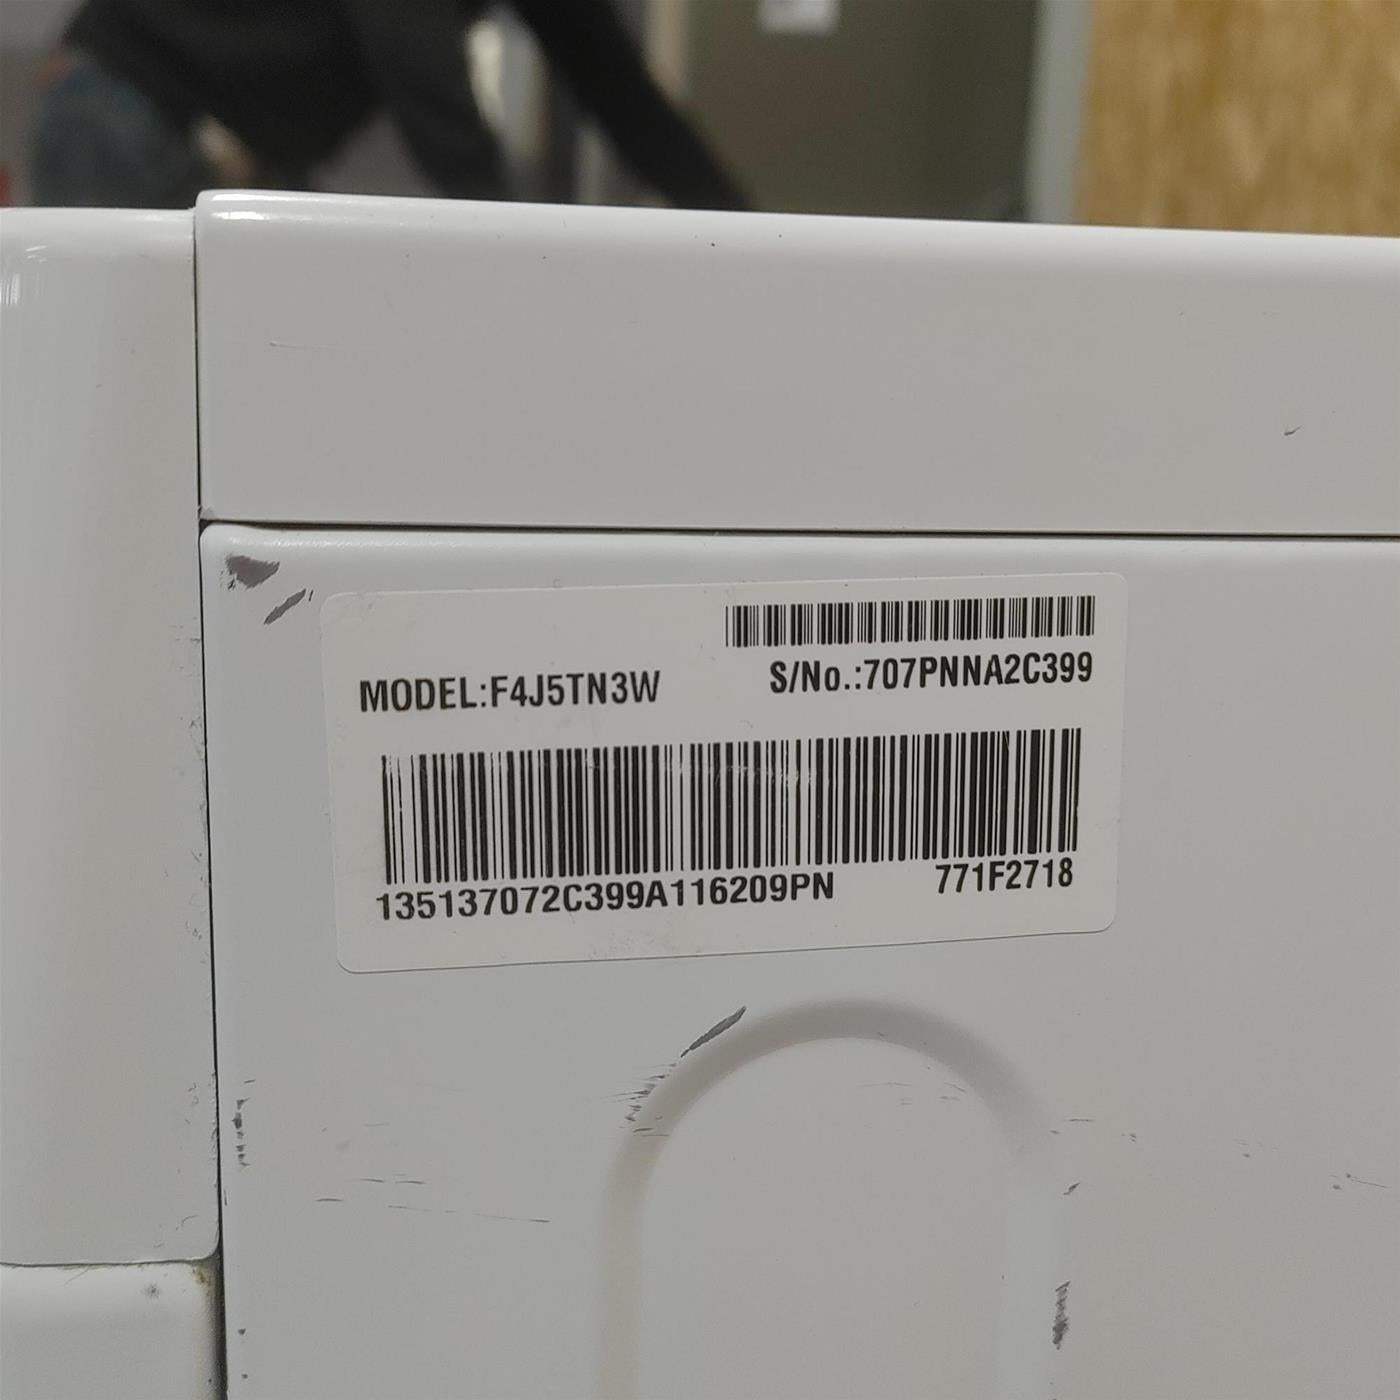 MODEL:F4J5TN3W
S/No.:707PNNA2C399
135137072C399A116209PN 771F2718